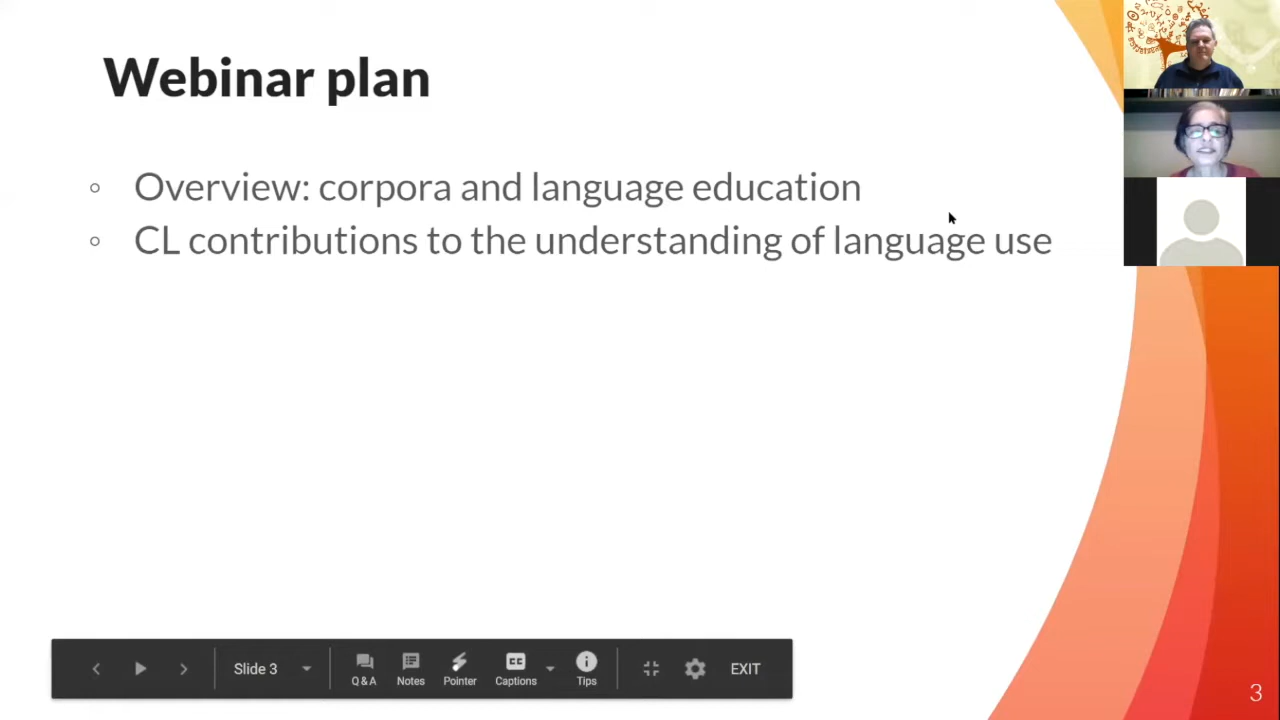 Webinar plan
◦ Overview: corpora and language education
◦ CL contributions to the understanding of language use
Slide 3
Q & A
Notes
Pointer
CC
Captions
Tips
EXIT
3